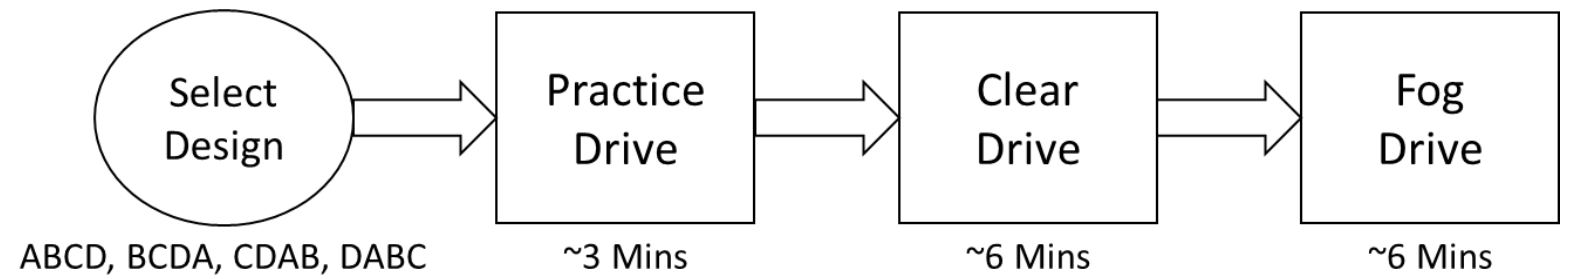 Select
Design
Practice
Drive
Clear
Drive
Fog
Drive
ABCD, BCDA, CDAB, DABC
~3 Mins
~6 Mins
~6 Mins